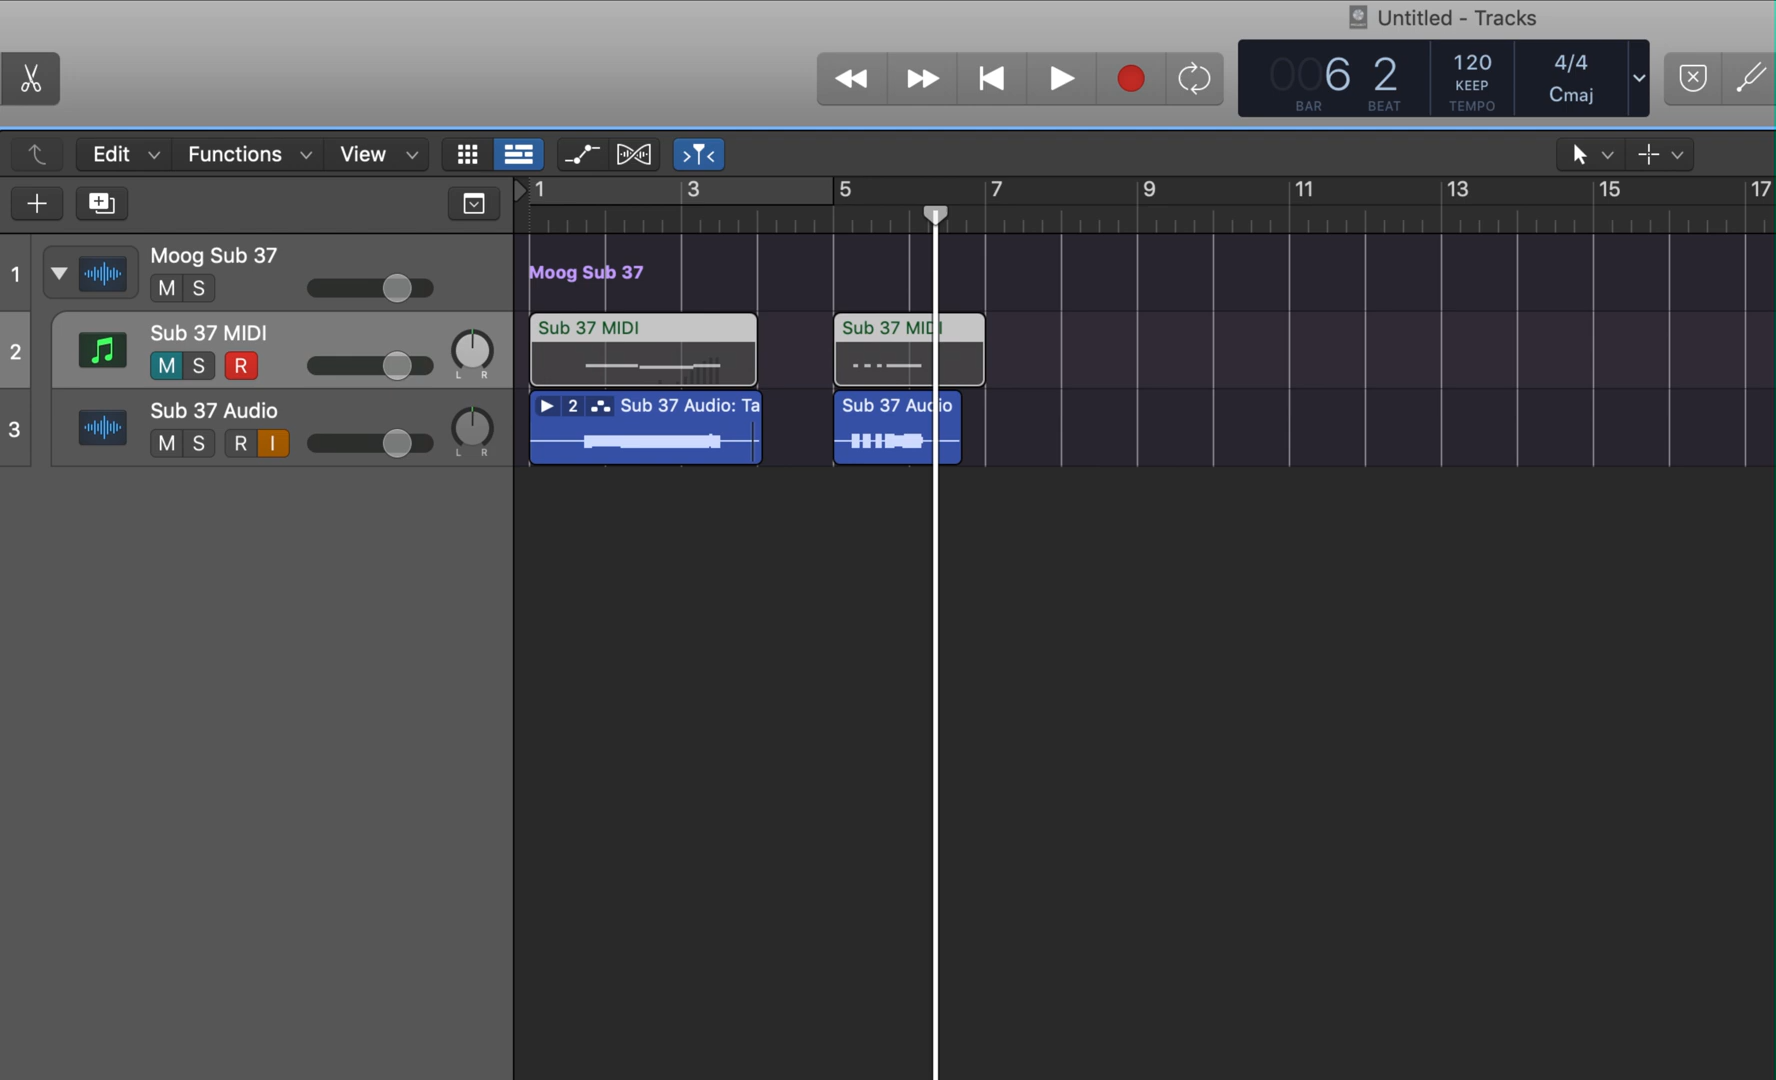 Untitled - Tracks
006 2
BAR BEAT
120
KEEP
TEMPO
4/4
Cmaj
Edit Functions View
1 3 5 7 9 11 13 15 17
1 Moog Sub 37
M S
Moog Sub 37
2 Sub 37 MIDI
M S R
L R
Sub 37 MIDI
Sub 37 MIDI
3 Sub 37 Audio
M S R I
L R
2 Sub 37 Audio: Ta
Sub 37 Audio